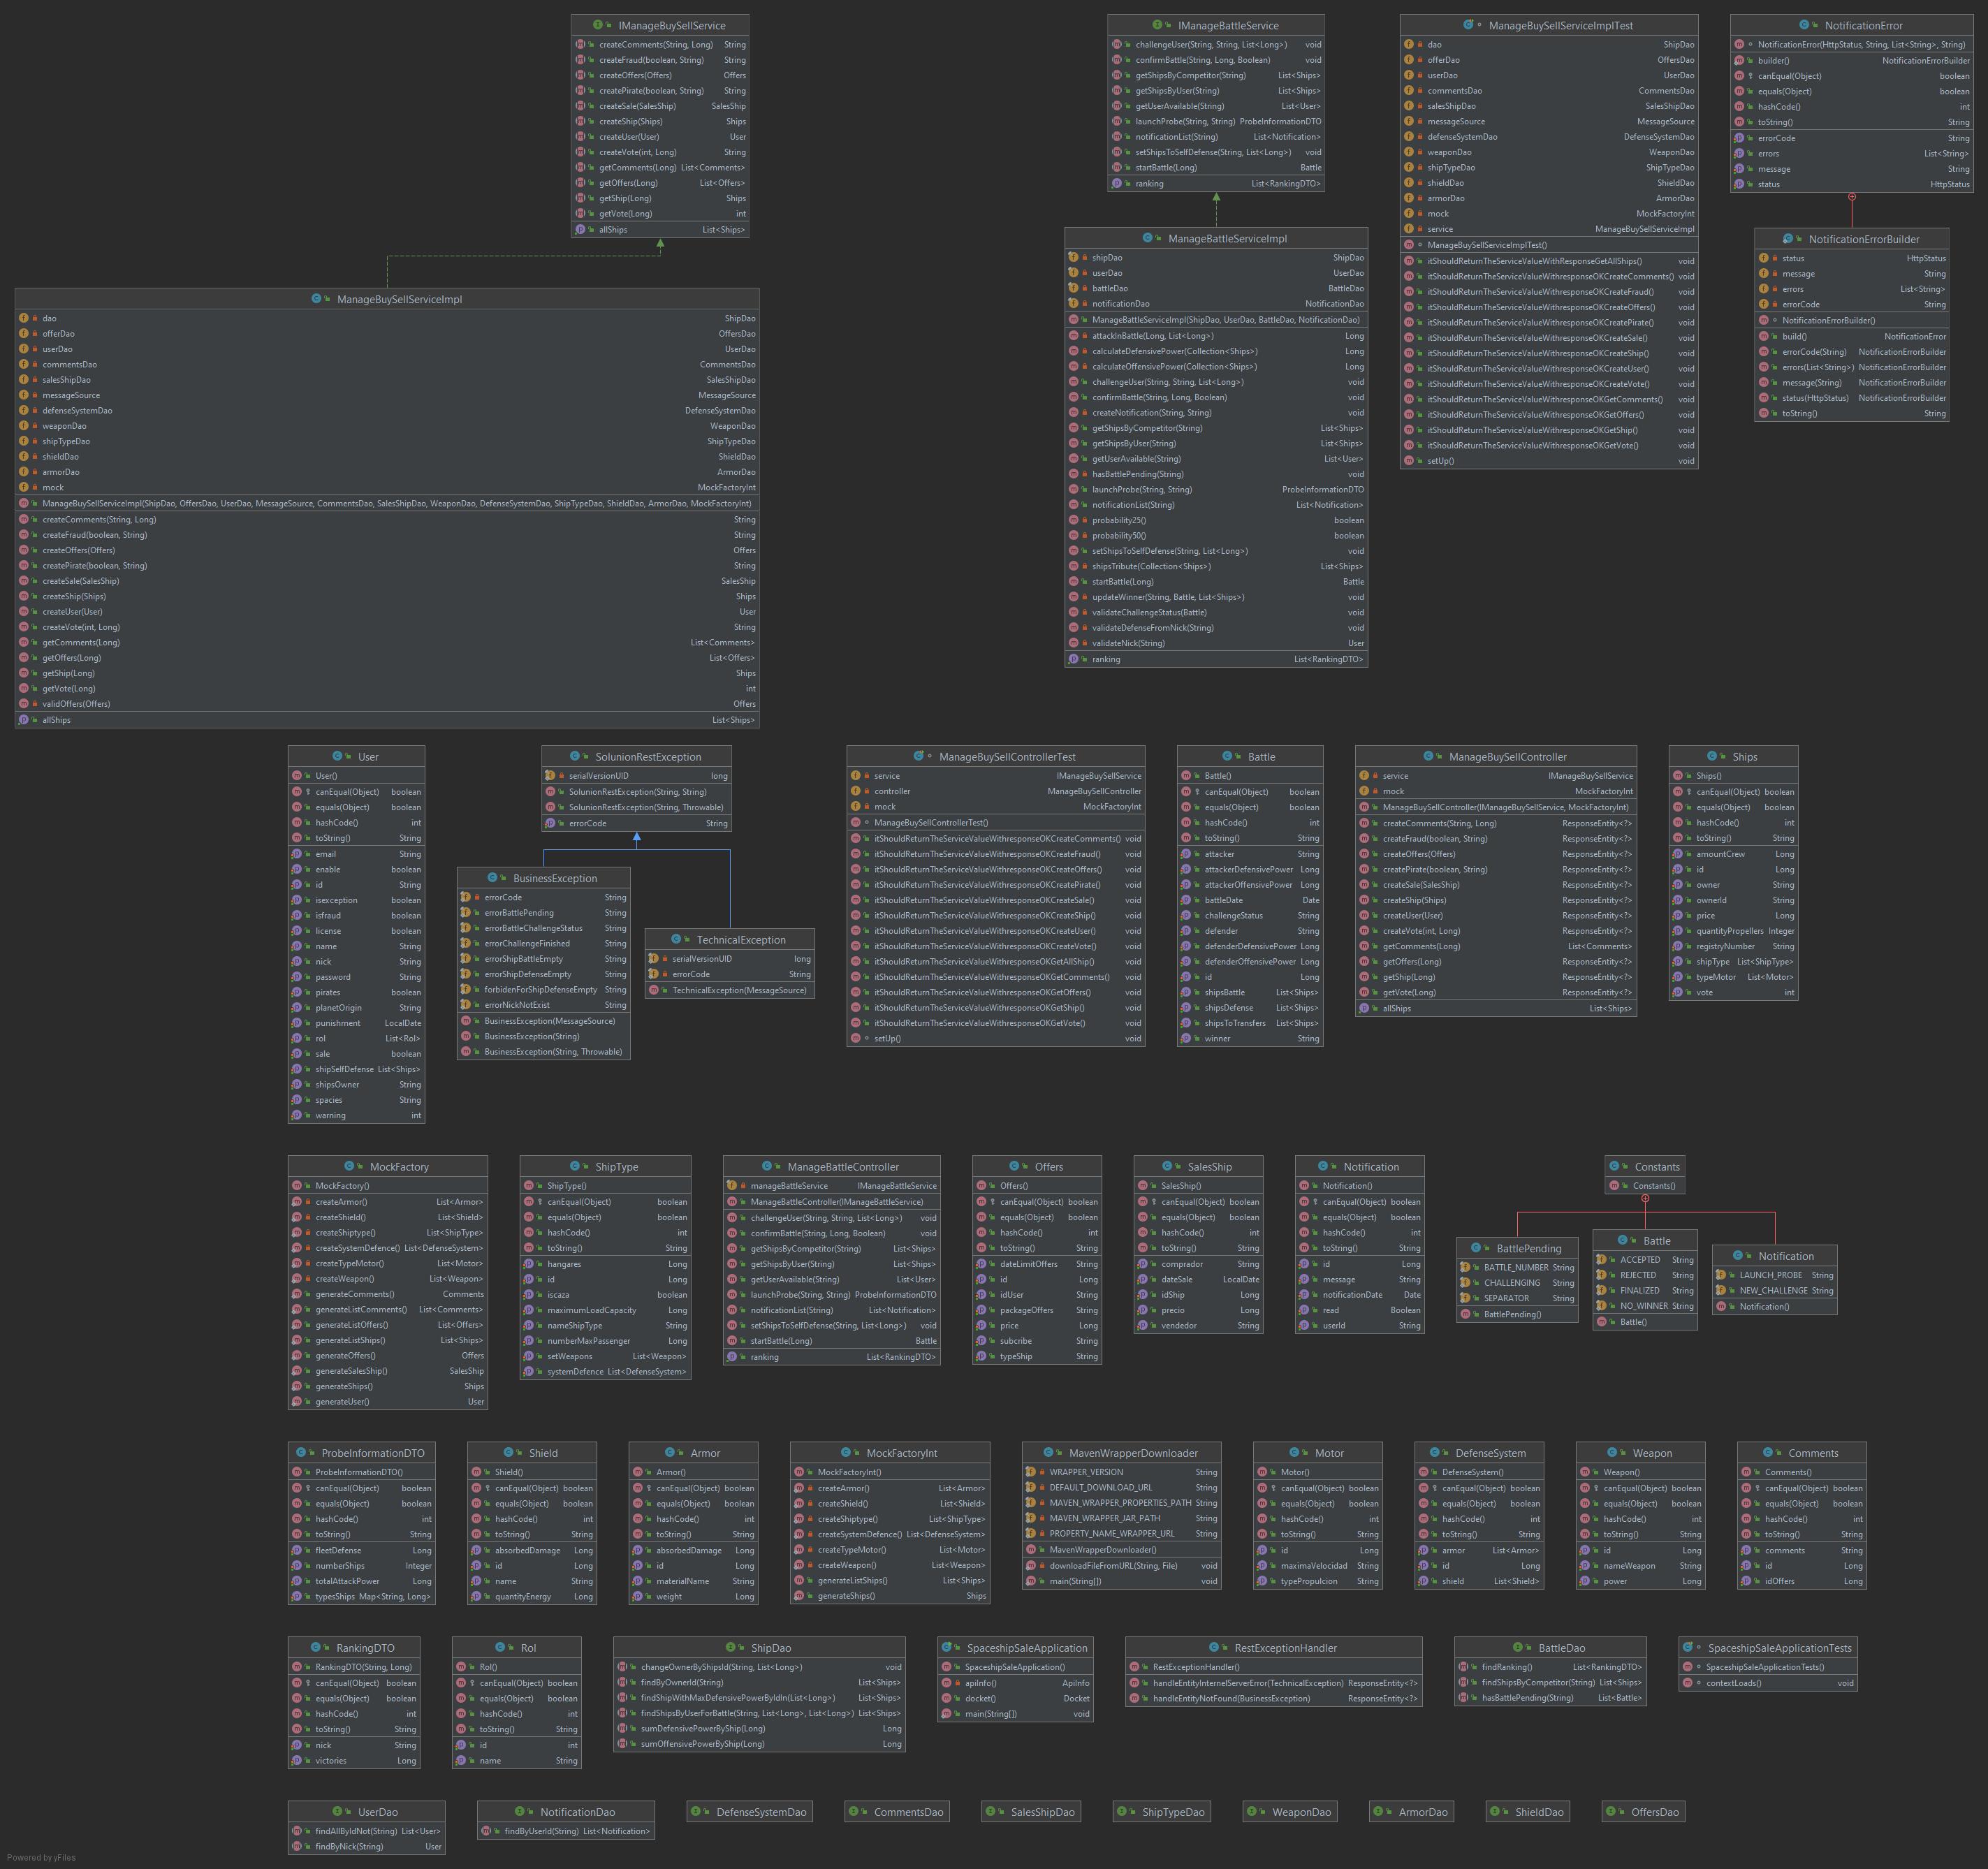 IManageBuySellService
createComments(String, Long) String
createFraud(boolean, String) String
createOffers(Offers) Offers
createPirate(boolean, String) String
createSale(SalesShip) SalesShip
createShip(Ships) Ships
createUser(User) User
createVote(int, Long) String
getComments(Long) List<Comments>
getOffers(Long) List<Offers>
getShip(Long) Ships
getVote(Long) int
allShips List<Ships>
IManageBattleService
challengeUser(String, String, List<Long>) void
confirmBattle(String, Long, Boolean) void
getShipsByCompetitor(String) List<Ships>
getShipsByUser(String) List<Ships>
getUserAvailable(String) List<User>
launchProbe(String, String) ProbeInformationDTO
notificationList(String) List<Notification>
setShipsToSelfDefense(String, List<Long>) void
startBattle(Long) Battle
ranking List<RankingDTO>
ManageBuySellServiceImplTest
dao ShipDao
offerDao OffersDao
userDao UserDao
commentsDao CommentsDao
salesShipDao SalesShipDao
messageSource MessageSource
defenseSystemDao DefenseSystemDao
weaponDao WeaponDao
shipTypeDao ShipTypeDao
shieldDao ShieldDao
armorDao ArmorDao
mock MockFactoryInt
service ManageBuySellServiceImpl
ManageBuySellServiceImplTest()
itShouldReturnTheServiceValueWithResponseGetAllShips() void
itShouldReturnTheServiceValueWithresponseOKCreateComments() void
itShouldReturnTheServiceValueWithresponseOKCreateFraud() void
itShouldReturnTheServiceValueWithresponseOKCreateOffers() void
itShouldReturnTheServiceValueWithresponseOKCreatePirate() void
itShouldReturnTheServiceValueWithresponseOKCreateSale() void
itShouldReturnTheServiceValueWithresponseOKCreateShip() void
itShouldReturnTheServiceValueWithresponseOKCreateUser() void
itShouldReturnTheServiceValueWithresponseOKCreateVote() void
itShouldReturnTheServiceValueWithresponseOKGetComments() void
itShouldReturnTheServiceValueWithresponseOKGetOffers() void
itShouldReturnTheServiceValueWithresponseOKGetShip() void
itShouldReturnTheServiceValueWithresponseOKGetVote() void
setUp() void
NotificationError
NotificationError(HttpStatus, String, List<String>, String)
builder() NotificationErrorBuilder
canEqual(Object) boolean
equals(Object) boolean
hashCode() int
toString() String
errorCode String
errors List<String>
message String
status HttpStatus
NotificationErrorBuilder
status HttpStatus
message String
errors List<String>
errorCode String
NotificationErrorBuilder()
build() NotificationError
errorCode(String) NotificationErrorBuilder
errors(List<String>) NotificationErrorBuilder
message(String) NotificationErrorBuilder
status(HttpStatus) NotificationErrorBuilder
toString() String
ManageBuySellServiceImpl
dao ShipDao
offerDao OffersDao
userDao UserDao
commentsDao CommentsDao
salesShipDao SalesShipDao
messageSource MessageSource
defenseSystemDao DefenseSystemDao
weaponDao WeaponDao
shipTypeDao ShipTypeDao
shieldDao ShieldDao
armorDao ArmorDao
mock MockFactoryInt
ManageBuySellServiceImpl(ShipDao, OffersDao, UserDao, MessageSource, CommentsDao, SalesShipDao, WeaponDao, DefenseSystemDao, ShipTypeDao, ShieldDao, ArmorDao, MockFactoryInt)
createComments(String, Long) String
createFraud(boolean, String) String
createOffers(Offers) Offers
createPirate(boolean, String) String
createSale(SalesShip) SalesShip
createShip(Ships) Ships
createUser(User) User
createVote(int, Long) String
getComments(Long) List<Comments>
getOffers(Long) List<Offers>
getShip(Long) Ships
getVote(Long) int
validOffers(Offers) Offers
allShips List<Ships>
ManageBattleServiceImpl
shipDao ShipDao
userDao UserDao
battleDao BattleDao
notificationDao NotificationDao
ManageBattleServiceImpl(ShipDao, UserDao, BattleDao, NotificationDao)
attackInBattle(Long, List<Long>) Long
calculateDefensivePower(Collection<Ships>) Long
calculateOffensivePower(Collection<Ships>) Long
challengeUser(String, String, List<Long>) void
confirmBattle(String, Long, Boolean) void
createNotification(String, String) void
getShipsByCompetitor(String) List<Ships>
getShipsByUser(String) List<Ships>
getUserAvailable(String) List<User>
hasBattlePending(String) void
launchProbe(String, String) ProbeInformationDTO
notificationList(String) List<Notification>
probability25() boolean
probability50() boolean
setShipsToSelfDefense(String, List<Long>) void
shipsTribute(Collection<Ships>) List<Ships>
startBattle(Long) Battle
updateWinner(String, Battle, List<Ships>) void
validateChallengeStatus(Battle) void
validateDefenseFromNick(String) void
validateNick(String) User
ranking List<RankingDTO>
User
User()
canEqual(Object) boolean
equals(Object) boolean
hashCode() int
toString() String
email String
enable boolean
id String
isexception boolean
isfraud boolean
license boolean
name String
nick String
password String
pirates boolean
planetOrigin String
punishment LocalDate
rol List<Rol>
sale boolean
shipSelfDefense List<Ships>
shipsOwner String
spacies String
warning int
SolunionRestException
serialVersionUID long
SolunionRestException(String, String)
SolunionRestException(String, Throwable)
errorCode String
BusinessException
errorCode String
errorBattlePending String
errorBattleChallengeStatus String
errorChallengeFinished String
errorShipBattleEmpty String
errorShipDefenseEmpty String
forbidenForShipDefenseEmpty String
errorNickNotExist String
BusinessException(MessageSource)
BusinessException(String)
BusinessException(String, Throwable)
TechnicalException
serialVersionUID long
errorCode String
TechnicalException(MessageSource)
ManageBuySellControllerTest
service IManageBuySellService
controller ManageBuySellController
mock MockFactoryInt
ManageBuySellControllerTest()
itShouldReturnTheServiceValueWithresponseOKCreateComments() void
itShouldReturnTheServiceValueWithresponseOKCreateFraud() void
itShouldReturnTheServiceValueWithresponseOKCreateOffers() void
itShouldReturnTheServiceValueWithresponseOKCreatePirate() void
itShouldReturnTheServiceValueWithresponseOKCreateSale() void
itShouldReturnTheServiceValueWithresponseOKCreateShip() void
itShouldReturnTheServiceValueWithresponseOKCreateUser() void
itShouldReturnTheServiceValueWithresponseOKCreateVote() void
itShouldReturnTheServiceValueWithresponseOKGetAllShip() void
itShouldReturnTheServiceValueWithresponseOKGetComments() void
itShouldReturnTheServiceValueWithresponseOKGetOffers() void
itShouldReturnTheServiceValueWithresponseOKGetShip() void
itShouldReturnTheServiceValueWithresponseOKGetVote() void
setUp() void
Battle
Battle()
canEqual(Object) boolean
equals(Object) boolean
hashCode() int
toString() String
attacker String
attackerDefensivePower Long
attackerOffensivePower Long
battleDate Date
challengeStatus String
defender String
defenderDefensivePower Long
defenderOffensivePower Long
id Long
shipsBattle List<Ships>
shipsDefense List<Ships>
shipsToTransfers List<Ships>
winner String
ManageBuySellController
service IManageBuySellService
mock MockFactoryInt
ManageBuySellController(IManageBuySellService, MockFactoryInt)
createComments(String, Long) ResponseEntity<?>
createFraud(boolean, String) ResponseEntity<?>
createOffers(Offers) ResponseEntity<?>
createPirate(boolean, String) ResponseEntity<?>
createSale(SalesShip) ResponseEntity<?>
createShip(Ships) ResponseEntity<?>
createUser(User) ResponseEntity<?>
createVote(int, Long) ResponseEntity<?>
getComments(Long) List<Comments>
getOffers(Long) ResponseEntity<?>
getShip(Long) ResponseEntity<?>
getVote(Long) ResponseEntity<?>
allShips List<Ships>
Ships
Ships()
canEqual(Object) boolean
equals(Object) boolean
hashCode() int
toString() String
amountCrew Long
id Long
owner String
ownerId String
price Long
quantityPropellers Integer
registryNumber String
shipType List<ShipType>
typeMotor List<Motor>
vote int
MockFactory
MockFactory()
createArmor() List<Armor>
createShield() List<Shield>
createShiptype() List<ShipType>
createSystemDefence() List<DefenseSystem>
createTypeMotor() List<Motor>
createWeapon() List<Weapon>
generateComments() Comments
generateListComments() List<Comments>
generateListOffers() List<Offers>
generateListShips() List<Ships>
generateOffers() Offers
generateSalesShip() SalesShip
generateShips() Ships
generateUser() User
ShipType
ShipType()
canEqual(Object) boolean
equals(Object) boolean
hashCode() int
toString() String
hangares Long
id Long
iscaza boolean
maximumLoadCapacity Long
nameShipType String
numberMaxPassenger Long
setWeapons List<Weapon>
systemDefence List<DefenseSystem>
ManageBattleController
manageBattleService IManageBattleService
ManageBattleController(IManageBattleService)
challengeUser(String, String, List<Long>) void
confirmBattle(String, Long, Boolean) void
getShipsByCompetitor(String) List<Ships>
getShipsByUser(String) List<Ships>
getUserAvailable(String) List<User>
launchProbe(String, String) ProbeInformationDTO
notificationList(String) List<Notification>
setShipsToSelfDefense(String, List<Long>) void
startBattle(Long) Battle
ranking List<RankingDTO>
Offers
Offers()
canEqual(Object) boolean
equals(Object) boolean
hashCode() int
toString() String
dateLimitOffers String
id Long
idUser String
packageOffers String
price Long
subcribe String
typeShip String
SalesShip
SalesShip()
canEqual(Object) boolean
equals(Object) boolean
hashCode() int
toString() String
comprador String
dateSale LocalDate
idShip Long
precio Long
vendedor String
Notification
Notification()
canEqual(Object) boolean
equals(Object) boolean
hashCode() int
toString() String
id Long
message String
notificationDate Date
read Boolean
userId String
Constants
Constants()
BattlePending
BATTLE_NUMBER String
CHALLENGING String
SEPARATOR String
BattlePending()
Battle
ACCEPTED String
REJECTED String
FINALIZED String
NO_WINNER String
Battle()
Notification
LAUNCH_PROBE String
NEW_CHALLENGE String
Notification()
ProbeInformationDTO
ProbeInformationDTO()
canEqual(Object) boolean
equals(Object) boolean
hashCode() int
toString() String
fleetDefense Long
numberShips Integer
totalAttackPower Long
typesShips Map<String, Long>
Shield
Shield()
canEqual(Object) boolean
equals(Object) boolean
hashCode() int
toString() String
absorbedDamage Long
id Long
name String
quantityEnergy Long
Armor
Armor()
canEqual(Object) boolean
equals(Object) boolean
hashCode() int
toString() String
absorbedDamage Long
id Long
materialName String
weight Long
MockFactoryInt
MockFactoryInt()
createArmor() List<Armor>
createShield() List<Shield>
createShiptype() List<ShipType>
createSystemDefence() List<DefenseSystem>
createTypeMotor() List<Motor>
createWeapon() List<Weapon>
generateListShips() List<Ships>
generateShips() Ships
MavenWrapperDownloader
WRAPPER_VERSION String
DEFAULT_DOWNLOAD_URL String
MAVEN_WRAPPER_PROPERTIES_PATH String
MAVEN_WRAPPER_JAR_PATH String
PROPERTY_NAME_WRAPPER_URL String
MavenWrapperDownloader()
downloadFileFromURL(String, File) void
main(String[]) void
Motor
Motor()
canEqual(Object) boolean
equals(Object) boolean
hashCode() int
toString() String
id Long
maximaVelocidad String
typePropulcion String
DefenseSystem
DefenseSystem()
canEqual(Object) boolean
equals(Object) boolean
hashCode() int
toString() String
armor List<Armor>
id Long
shield List<Shield>
Weapon
Weapon()
canEqual(Object) boolean
equals(Object) boolean
hashCode() int
toString() String
id Long
nameWeapon String
power Long
Comments
Comments()
canEqual(Object) boolean
equals(Object) boolean
hashCode() int
toString() String
comments String
id Long
idOffers Long
RankingDTO
RankingDTO(String, Long)
canEqual(Object) boolean
equals(Object) boolean
hashCode() int
toString() String
nick String
victories Long
Rol
Rol()
canEqual(Object) boolean
equals(Object) boolean
hashCode() int
toString() String
id int
name String
ShipDao
changeOwnerByShipsId(String, List<Long>) void
findByOwnerId(String) List<Ships>
findShipWithMaxDefensivePowerByIdIn(List<Long>) List<Ships>
findShipsByUserForBattle(String, List<Long>, List<Long>) List<Ships>
sumDefensivePowerByShip(Long) Long
sumOffensivePowerByShip(Long) Long
SpaceshipSaleApplication
SpaceshipSaleApplication()
apiInfo() ApiInfo
docket() Docket
main(String[]) void
RestExceptionHandler
RestExceptionHandler()
handleEntityInternelServerError(TechnicalException) ResponseEntity<?>
handleEntityNotFound(BusinessException) ResponseEntity<?>
BattleDao
findRanking() List<RankingDTO>
findShipsByCompetitor(String) List<Ships>
hasBattlePending(String) List<Battle>
SpaceshipSaleApplicationTests
SpaceshipSaleApplicationTests()
contextLoads() void
UserDao
findAllByIdNot(String) List<User>
findByNick(String) User
NotificationDao
findByUserId(String) List<Notification>
DefenseSystemDao
CommentsDao
SalesShipDao
ShipTypeDao
WeaponDao
ArmorDao
ShieldDao
OffersDao
Powered by yFiles